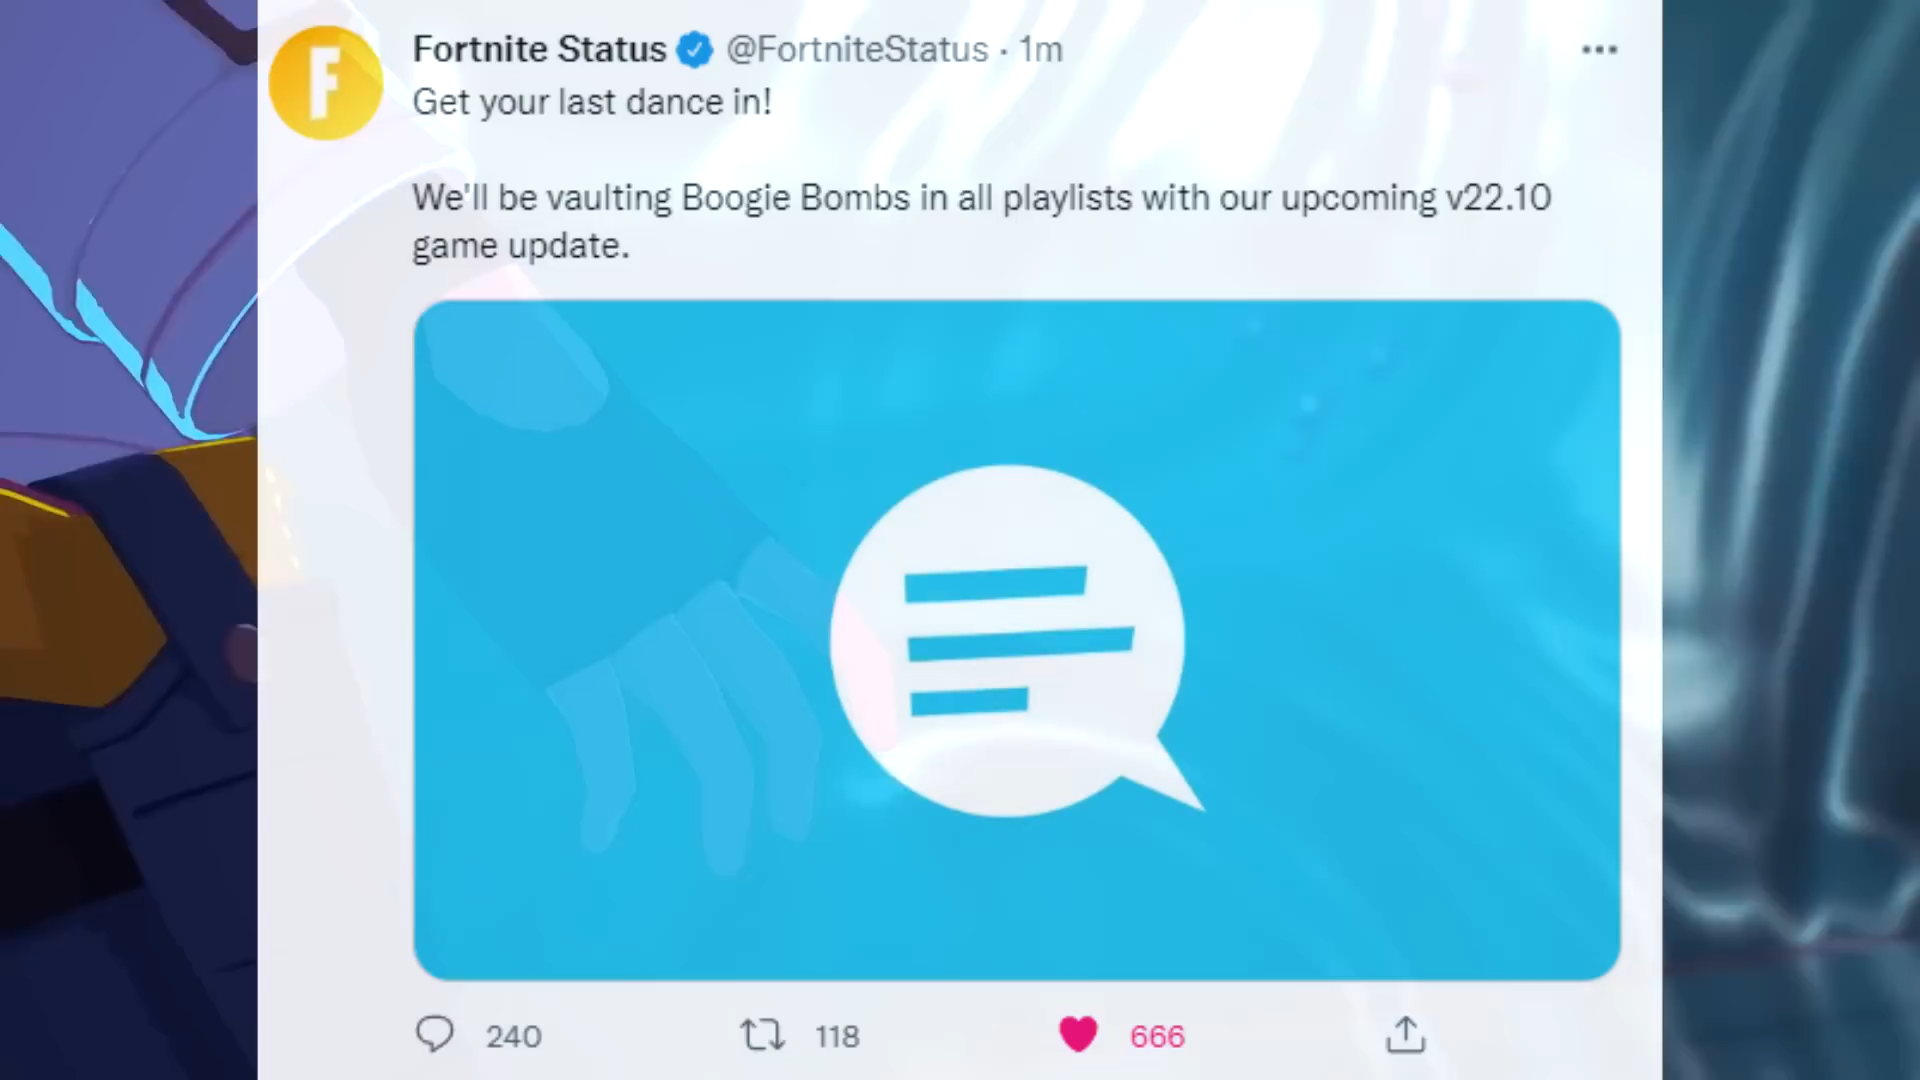 Fortnite Status @FortniteStatus · 1m
Get your last dance in!
We'll be vaulting Boogie Bombs in all playlists with our upcoming v22.10
game update.
240 118 666